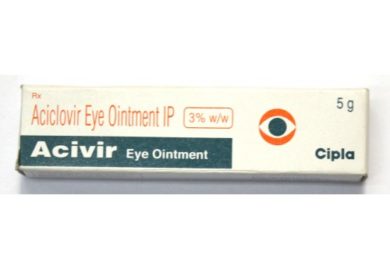 Rx
Aciclovir Eye Ointment IP 3% w/w
5 g
Acivir Eye Ointment
Cipla